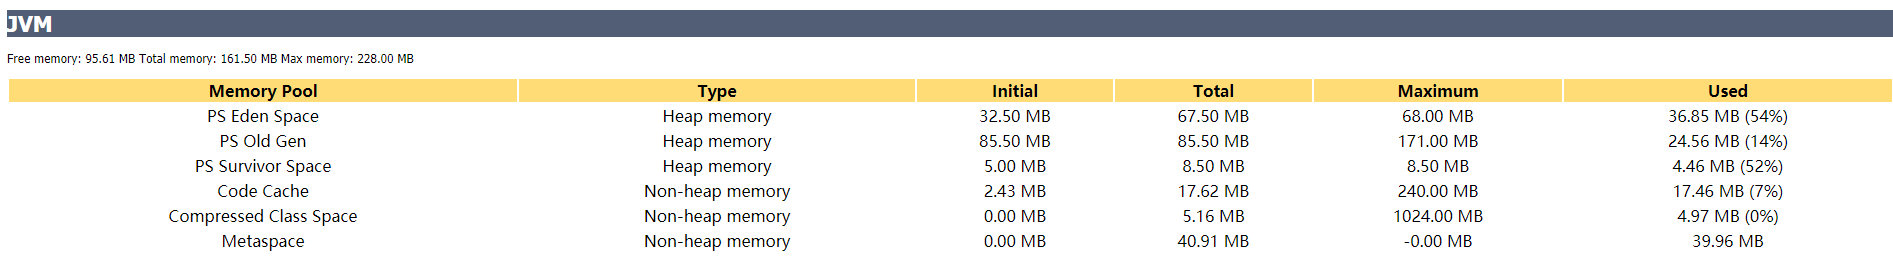 JVM
Free memory: 95.61 MB Total memory: 161.50 MB Max memory: 228.00 MB
Memory Pool Type Initial Total Maximum Used
PS Eden Space Heap memory 32.50 MB 67.50 MB 68.00 MB 36.85 MB (54%)
PS Old Gen Heap memory 85.50 MB 85.50 MB 171.00 MB 24.56 MB (14%)
PS Survivor Space Heap memory 5.00 MB 8.50 MB 8.50 MB 4.46 MB (52%)
Code Cache Non-heap memory 2.43 MB 17.62 MB 240.00 MB 17.46 MB (7%)
Compressed Class Space Non-heap memory 0.00 MB 5.16 MB 1024.00 MB 4.97 MB (0%)
Metaspace Non-heap memory 0.00 MB 40.91 MB -0.00 MB 39.96 MB